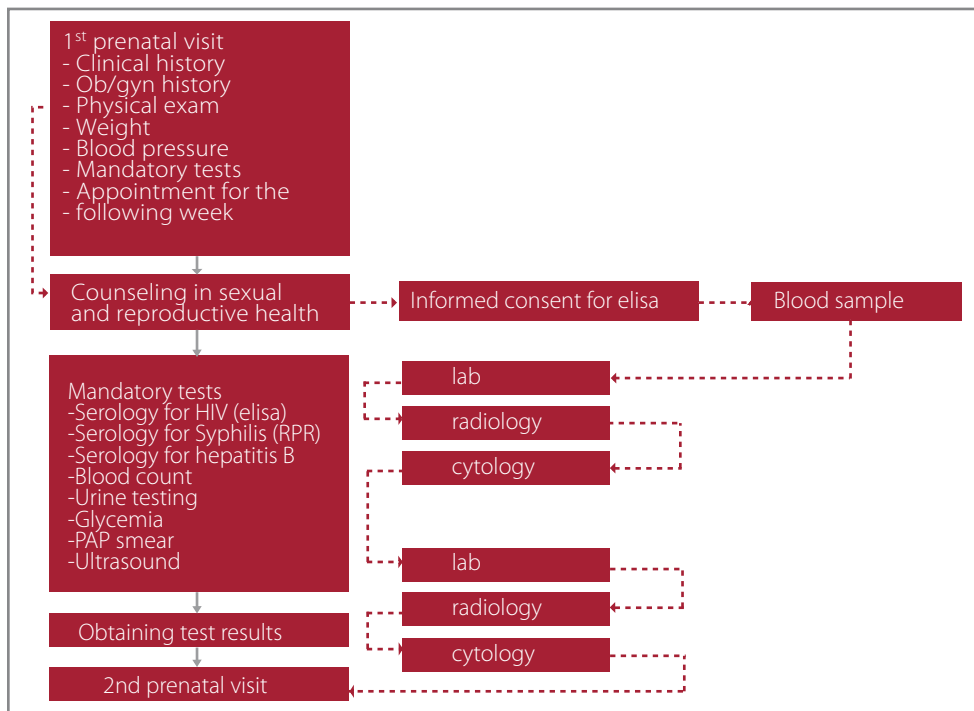 1st prenatal visit
- Clinical history
- Ob/gyn history
- Physical exam
- Weight
- Blood pressure
- Mandatory tests
- Appointment for the
- following week
Counseling in sexual
and reproductive health
Informed consent for elisa
Blood sample
Mandatory tests
-Serology for HIV (elisa)
-Serology for Syphilis (RPR)
-Serology for hepatitis B
-Blood count
-Urine testing
-Glycemia
-PAP smear
-Ultrasound
lab
radiology
cytology
lab
radiology
cytology
Obtaining test results
2nd prenatal visit